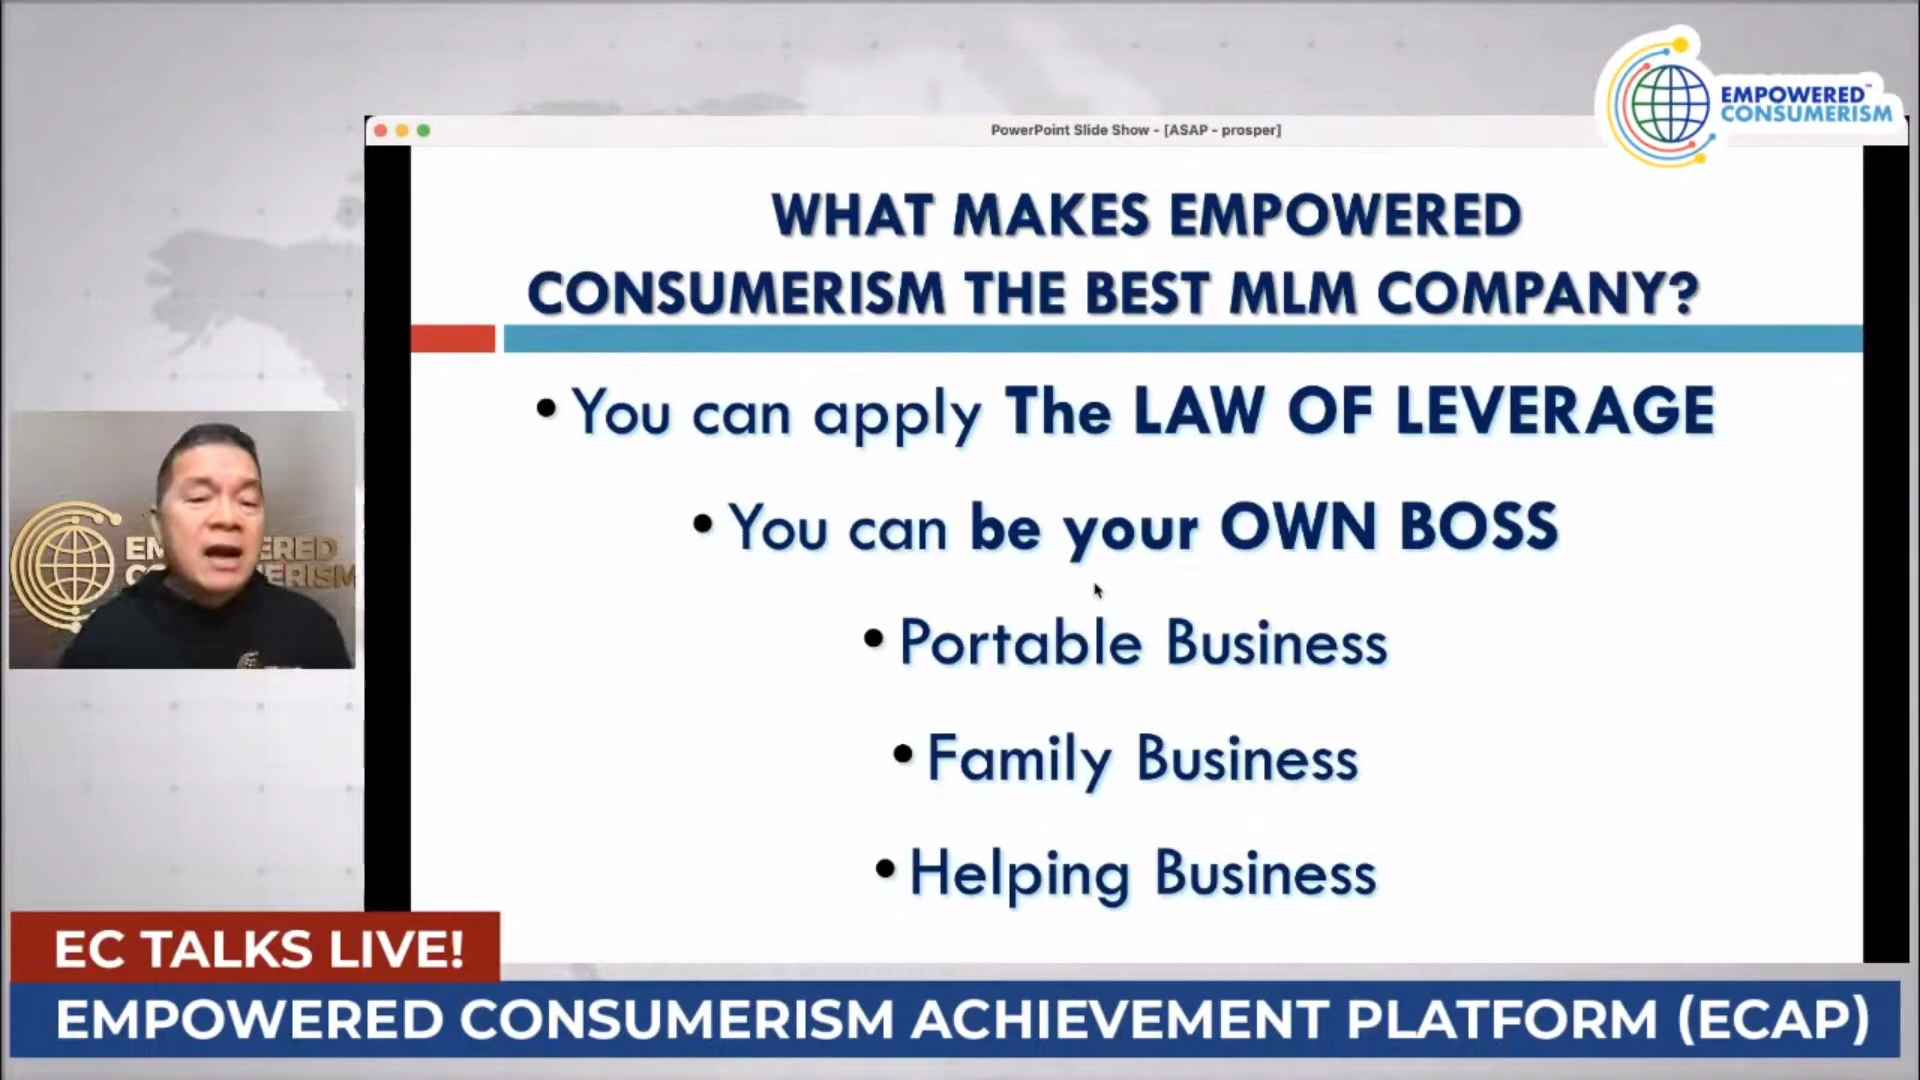 EMPOWERED™
CONSUMERISM
PowerPoint Slide Show - [ASAP - prosper]
WHAT MAKES EMPOWERED
CONSUMERISM THE BEST MLM COMPANY?
• You can apply The LAW OF LEVERAGE
• You can be your OWN BOSS
• Portable Business
• Family Business
• Helping Business
EC TALKS LIVE!
EMPOWERED CONSUMERISM ACHIEVEMENT PLATFORM (ECAP)